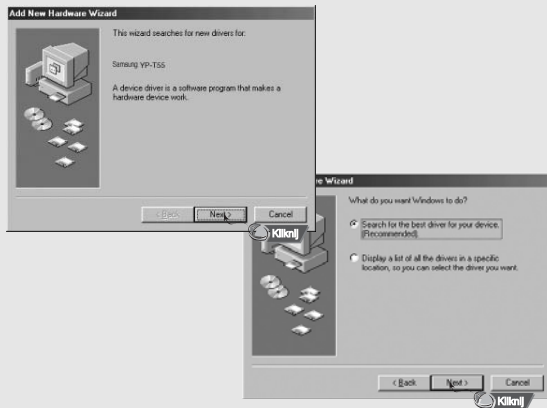 Add New Hardware Wizard
This wizard searches for new drivers for:
Samsung YP-T55
A device driver is a software program that makes a
hardware device work.
< Back
Next >
Cancel
Kliknij
re Wizard
What do you want Windows to do?
Search for the best driver for your device.
(Recommended).
Display a list of all the drivers in a specific
location, so you can select the driver you want.
< Back
Next >
Cancel
Kliknij